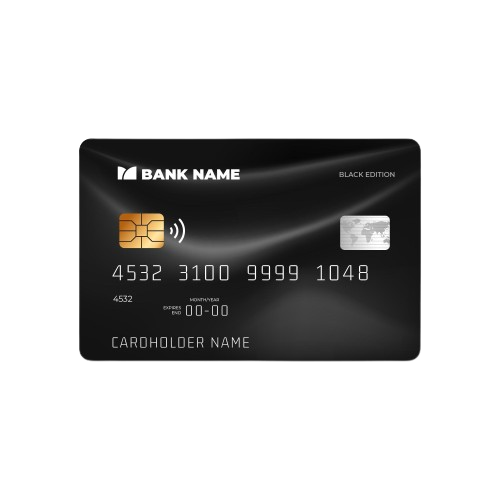 BANK NAME
BLACK EDITION
4532 3100 9999 1048
4532
MONTH/YEAR
EXPIRES
END
00-00
CARDHOLDER NAME